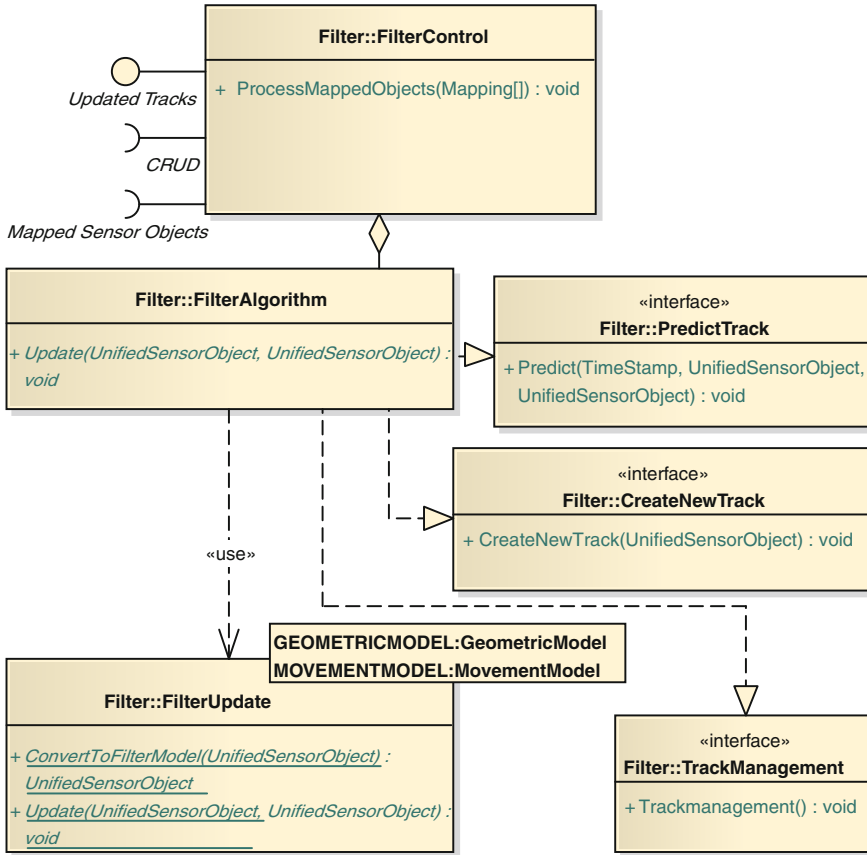 Filter::FilterControl
+ ProcessMappedObjects(Mapping[]) : void
Updated Tracks
CRUD
Mapped Sensor Objects
Filter::FilterAlgorithm
+ Update(UnifiedSensorObject, UnifiedSensorObject) :
void
«interface»
Filter::PredictTrack
+ Predict(TimeStamp, UnifiedSensorObject,
UnifiedSensorObject) : void
«interface»
Filter::CreateNewTrack
+ CreateNewTrack(UnifiedSensorObject) : void
«use»
GEOMETRICMODEL:GeometricModel
MOVEMENTMODEL:MovementModel
Filter::FilterUpdate
+ ConvertToFilterModel(UnifiedSensorObject) :
UnifiedSensorObject
+ Update(UnifiedSensorObject, UnifiedSensorObject) :
void
«interface»
Filter::TrackManagement
+ Trackmanagement() : void